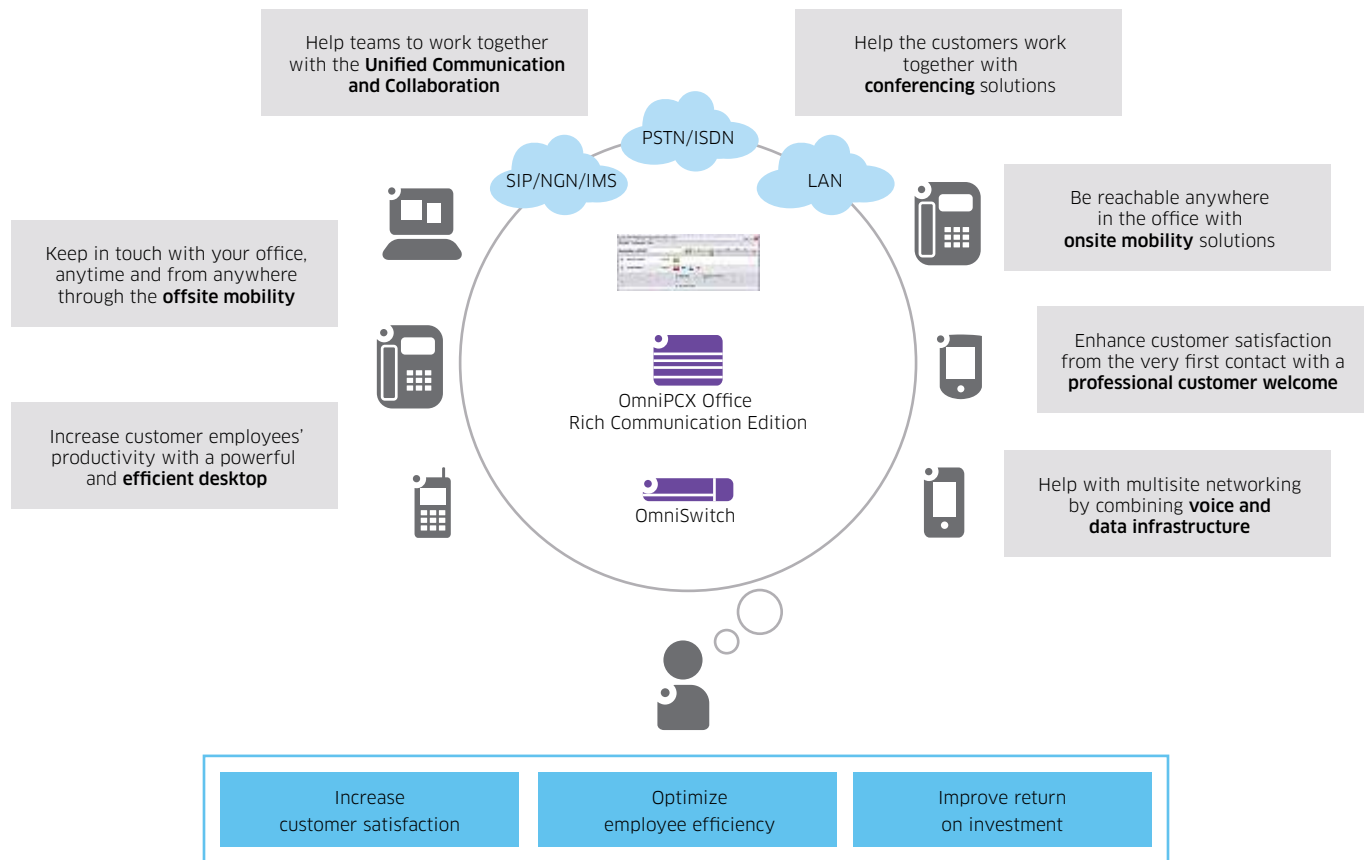 Help teams to work together
with the Unified Communication
and Collaboration
Help the customers work
together with
conferencing solutions
PSTN/ISDN
SIP/NGN/IMS
LAN
Be reachable anywhere
in the office with
onsite mobility solutions
Keep in touch with your office,
anytime and from anywhere
through the offsite mobility
Enhance customer satisfaction
from the very first contact with a
professional customer welcome
OmniPCX Office
Rich Communication Edition
Increase customer employees’
productivity with a powerful
and efficient desktop
Help with multisite networking
by combining voice and
data infrastructure
OmniSwitch
Increase
customer satisfaction
Optimize
employee efficiency
Improve return
on investment